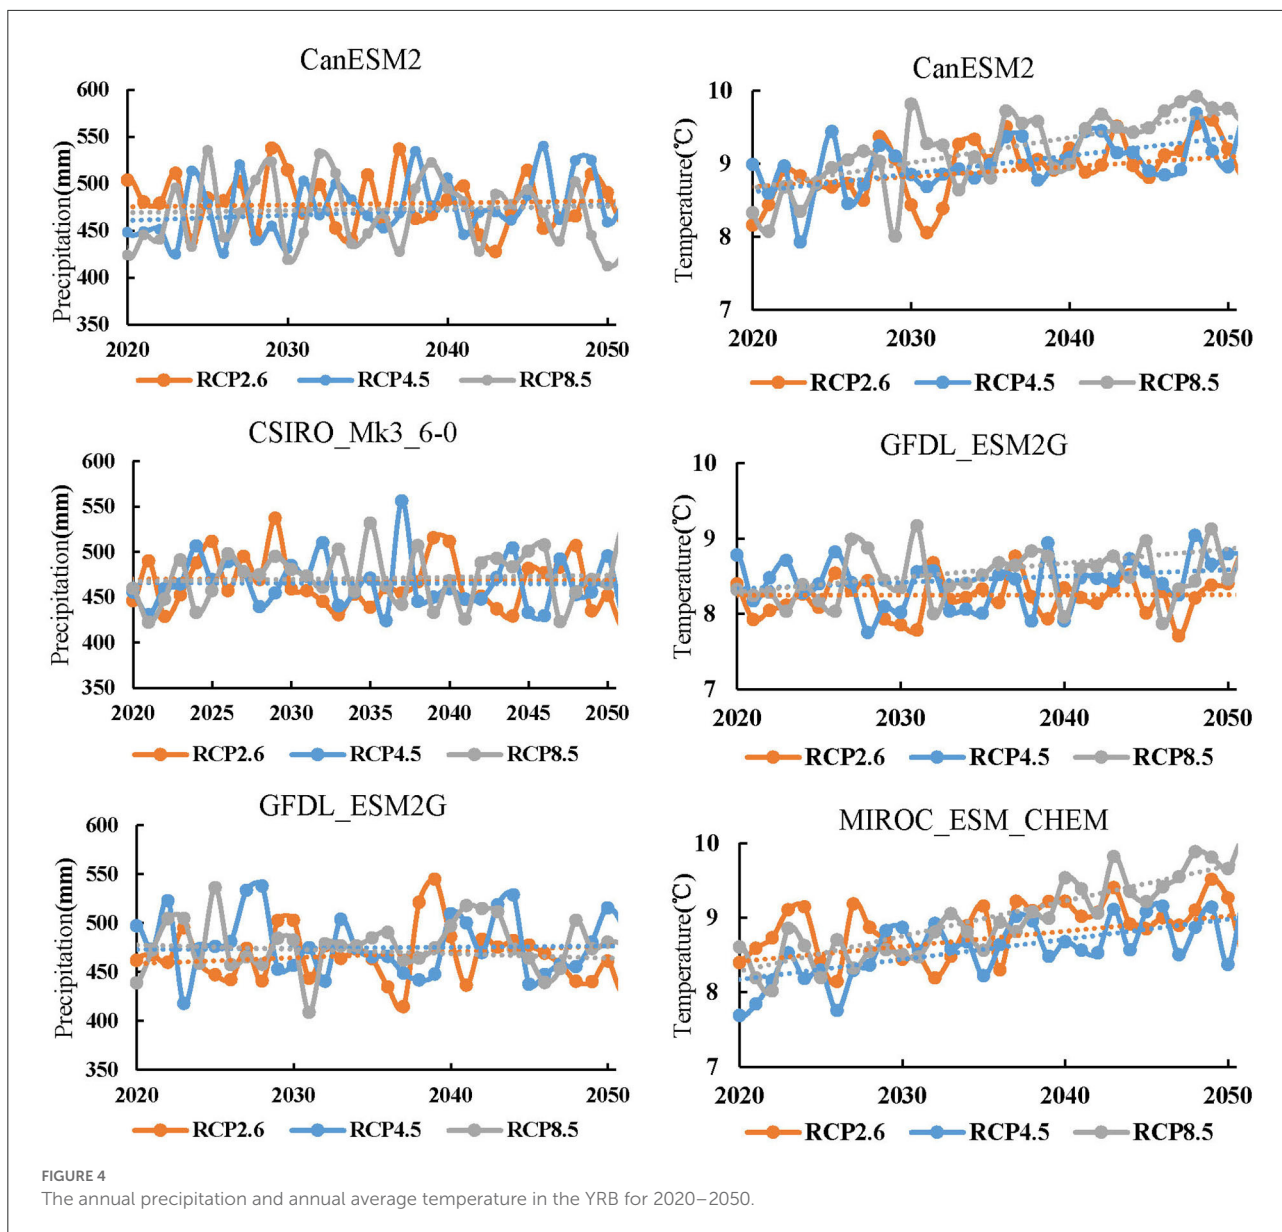 CanESM2
Precipitation(mm)
600
550
500
450
400
350
2020 2030 2040 2050
RCP2.6 RCP4.5 RCP8.5
CanESM2
Temperature(℃)
10
9
8
7
2020 2030 2040 2050
RCP2.6 RCP4.5 RCP8.5
CSIRO_Mk3_6-0
Precipitation(mm)
600
550
500
450
400
350
2020 2025 2030 2035 2040 2045 2050
RCP2.6 RCP4.5 RCP8.5
GFDL_ESM2G
Temperature(℃)
10
9
8
7
2020 2030 2040 2050
RCP2.6 RCP4.5 RCP8.5
GFDL_ESM2G
Precipitation(mm)
600
550
500
450
400
350
2020 2030 2040 2050
RCP2.6 RCP4.5 RCP8.5
MIROC_ESM_CHEM
Temperature(℃)
10
9
8
7
2020 2030 2040 2050
RCP2.6 RCP4.5 RCP8.5
FIGURE 4
The annual precipitation and annual average temperature in the YRB for 2020–2050.